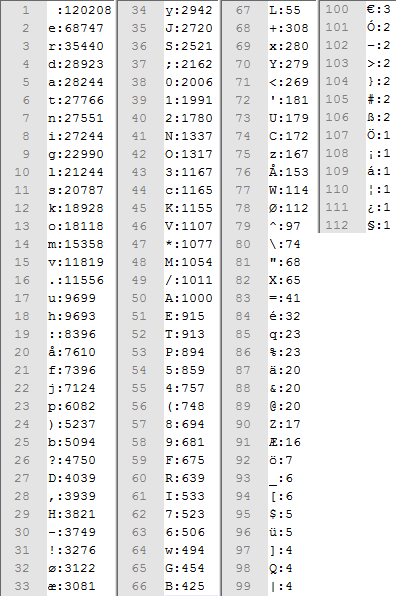 1  :120208
2 e:68747
3 r:35440
4 d:28923
5 a:28244
6 t:27766
7 n:27551
8 i:27244
9 g:22990
10 l:21244
11 s:20787
12 k:18928
13 o:18118
14 m:15358
15 v:11819
16 .:11556
17 u:9699
18 h:9693
19 ::8396
20 å:7610
21 f:7396
22 j:7124
23 p:6082
24 ):5237
25 b:5094
26 ?:4750
27 D:4039
28 ,:3939
29 H:3821
30 -:3749
31 !:3276
32 ø:3122
33 æ:3081
34 y:2942
35 J:2720
36 S:2521
37 ;:2162
38 0:2006
39 1:1991
40 2:1780
41 N:1337
42 O:1317
43 3:1167
44 c:1165
45 K:1155
46 V:1107
47 *:1077
48 M:1054
49 /:1011
50 A:1000
51 E:915
52 T:913
53 P:894
54 5:859
55 4:757
56 (:748
57 8:694
58 9:681
59 F:675
60 R:639
61 I:533
62 7:523
63 6:506
64 w:494
65 G:454
66 B:425
67 L:55
68 +:308
69 x:280
70 Y:279
71 <:269
72 ':181
73 U:179
74 C:172
75 z:167
76 Å:153
77 W:114
78 Ø:112
79 ^:97
80 \:74
81 ":68
82 X:65
83 =:41
84 é:32
85 q:23
86 %:23
87 ä:20
88 &:20
89 @:20
90 Z:17
91 Æ:16
92 ö:7
93 _:6
94 [:6
95 $:5
96 ü:5
97 ]:4
98 Q:4
99 |:4
100 €:3
101 Ó:2
102 –:2
103 >:2
104 }:2
105 #:2
106 ß:2
107 Ö:1
108 ¡:1
109 á:1
110 ¦:1
111 ¿:1
112 §:1